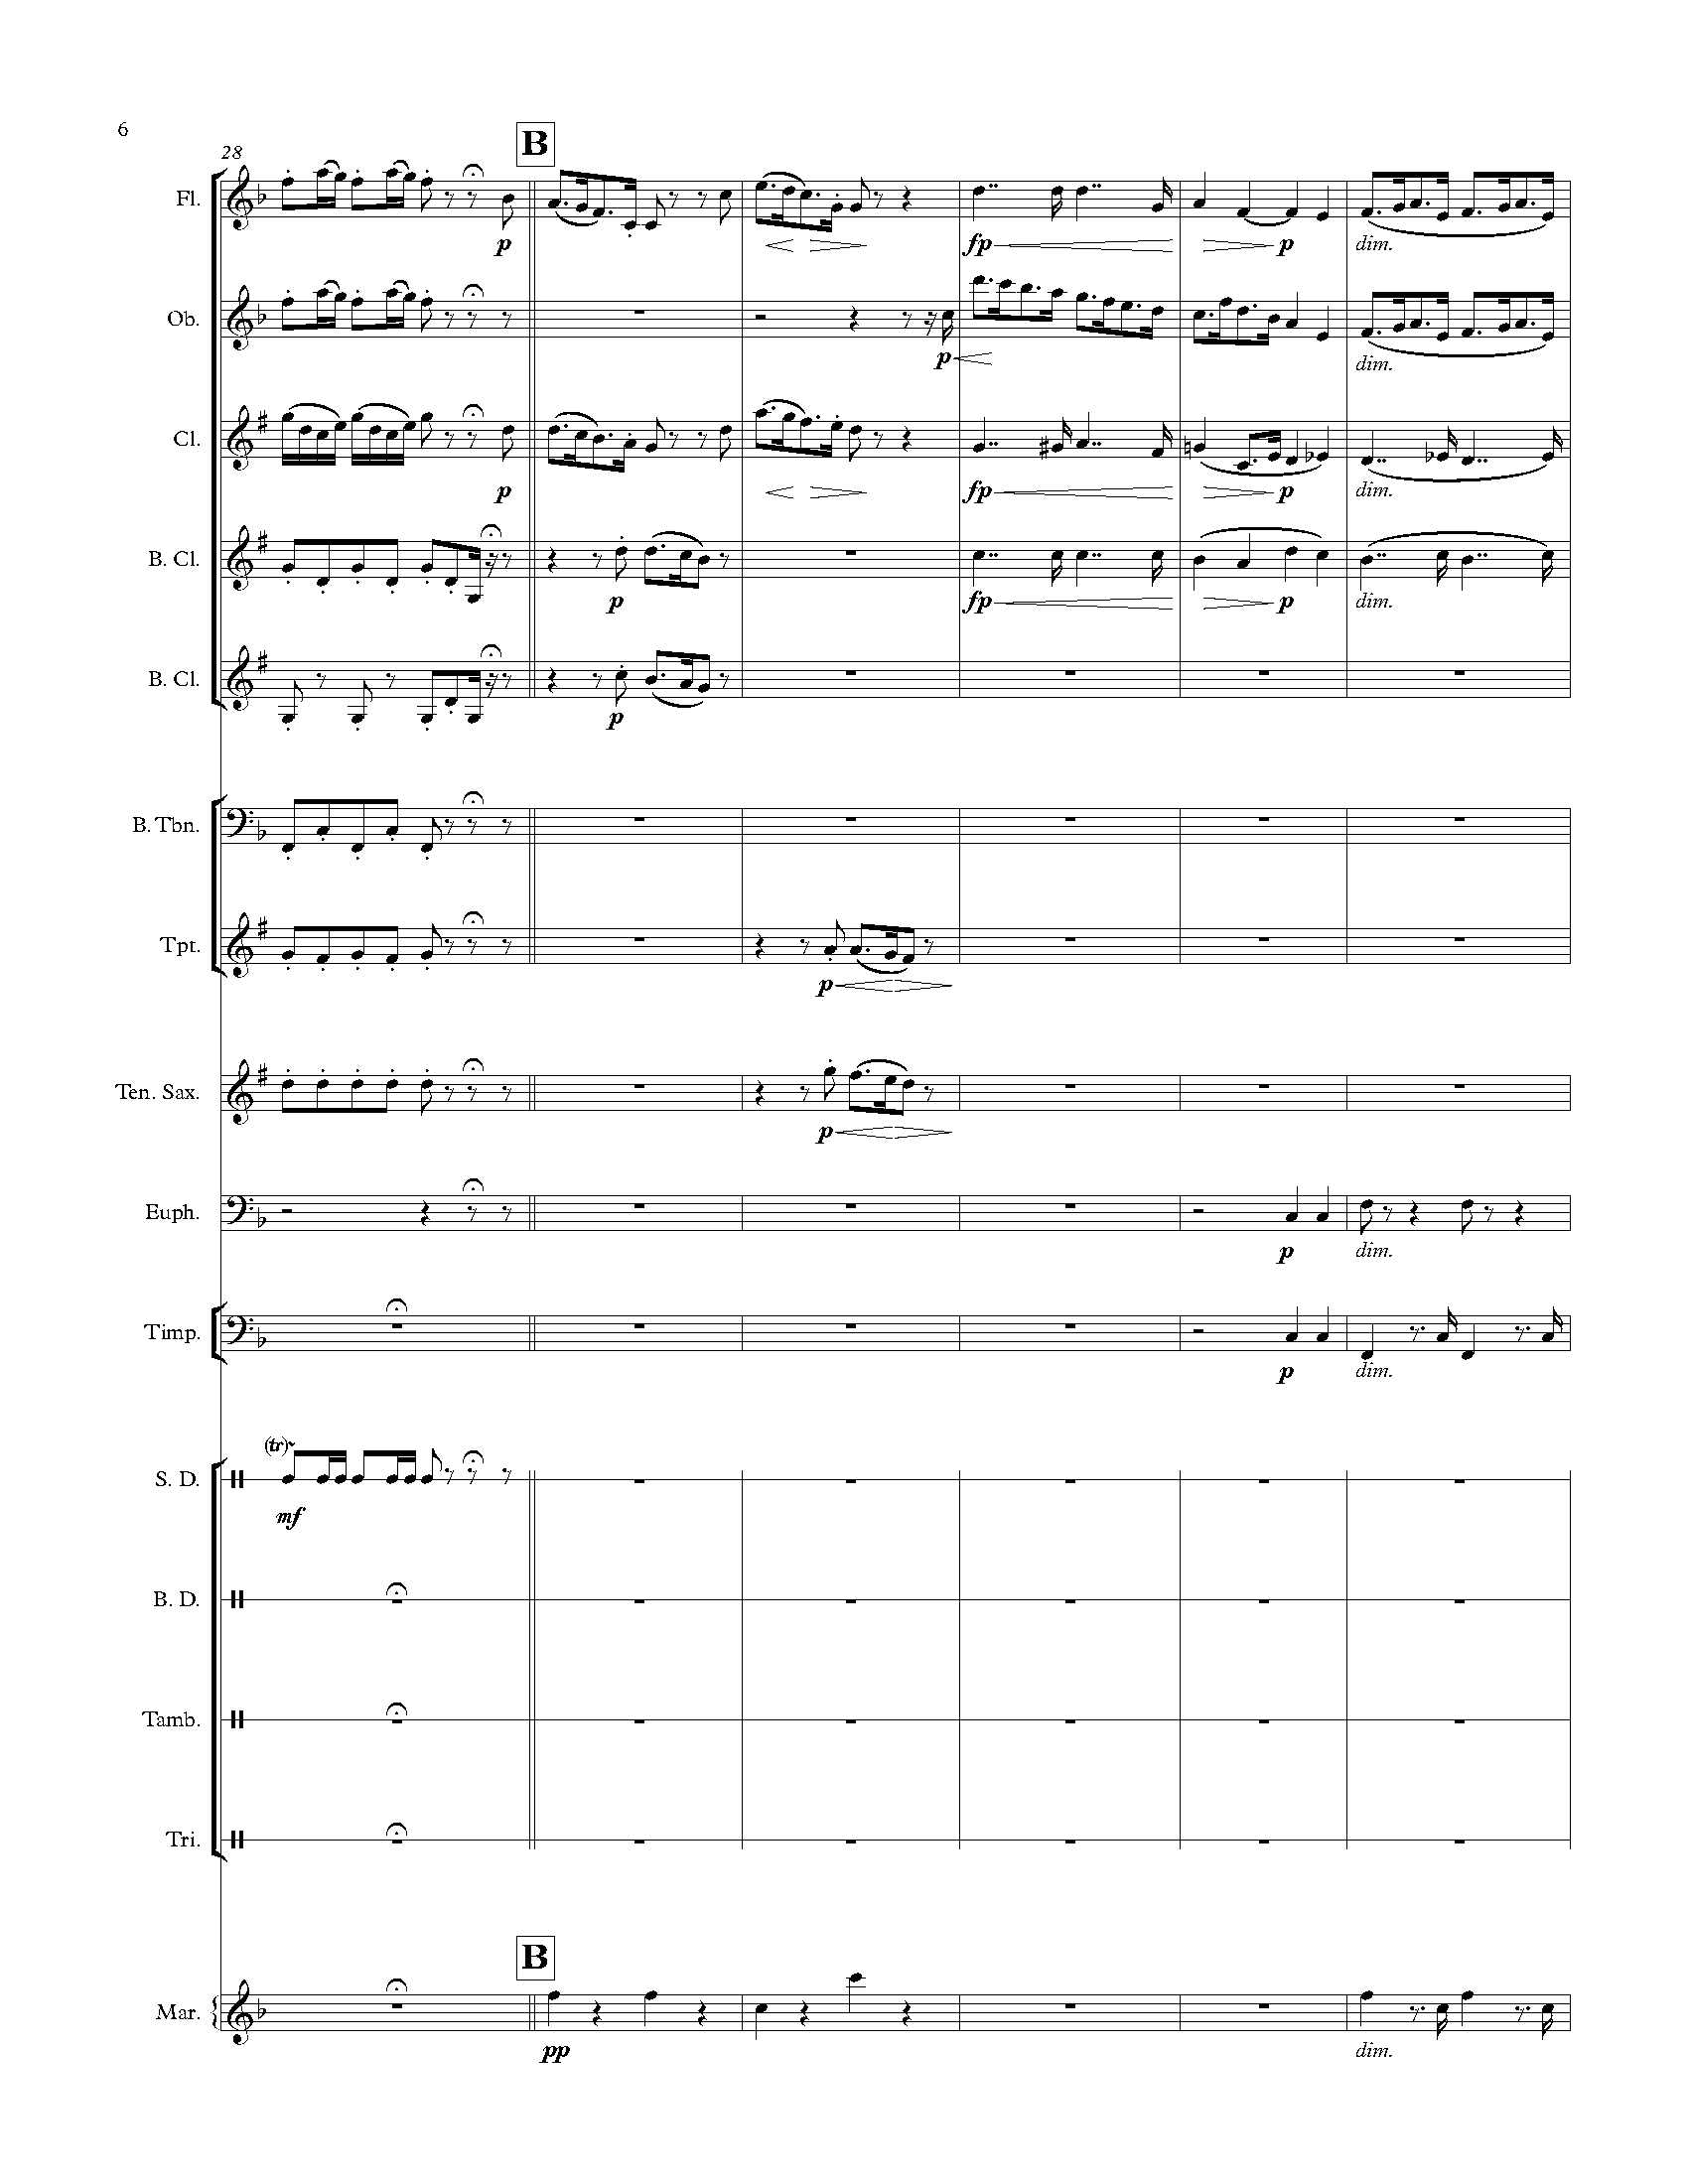 6
28
B
Fl.
p
fp
p
dim.
Ob.
p
dim.
Cl.
p
fp
p
dim.
B. Cl.
p
fp
p
dim.
B. Cl.
p
B. Tbn.
Tpt.
p
Ten. Sax.
p
Euph.
p
dim.
Timp.
p
dim.
(tr)
S. D.
mf
B. D.
Tamb.
Tri.
B
Mar.
pp
dim.